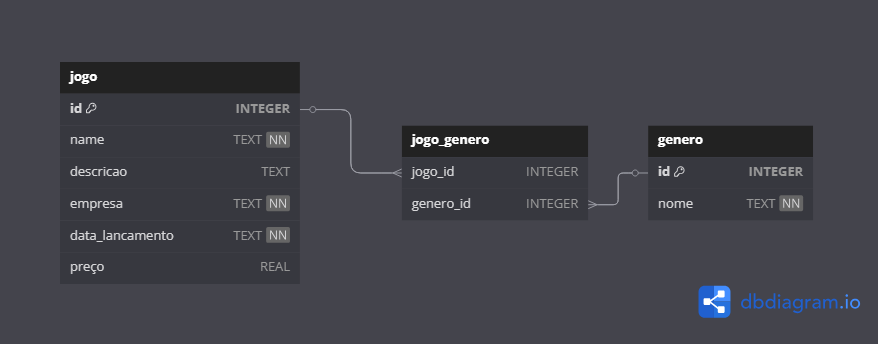 jogo
id INTEGER
name TEXT NN
descricao TEXT
empresa TEXT NN
data_lancamento TEXT NN
preço REAL
jogo_genero
jogo_id INTEGER
genero_id INTEGER
genero
id INTEGER
nome TEXT NN
dbdiagram.io